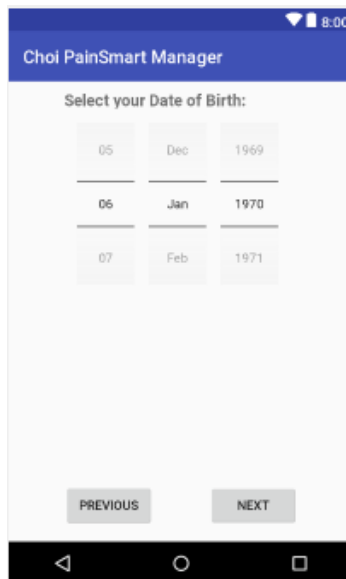 8:00
Choi PainSmart Manager
Select your Date of Birth:
05 Dec 1969
06 Jan 1970
07 Feb 1971
PREVIOUS NEXT